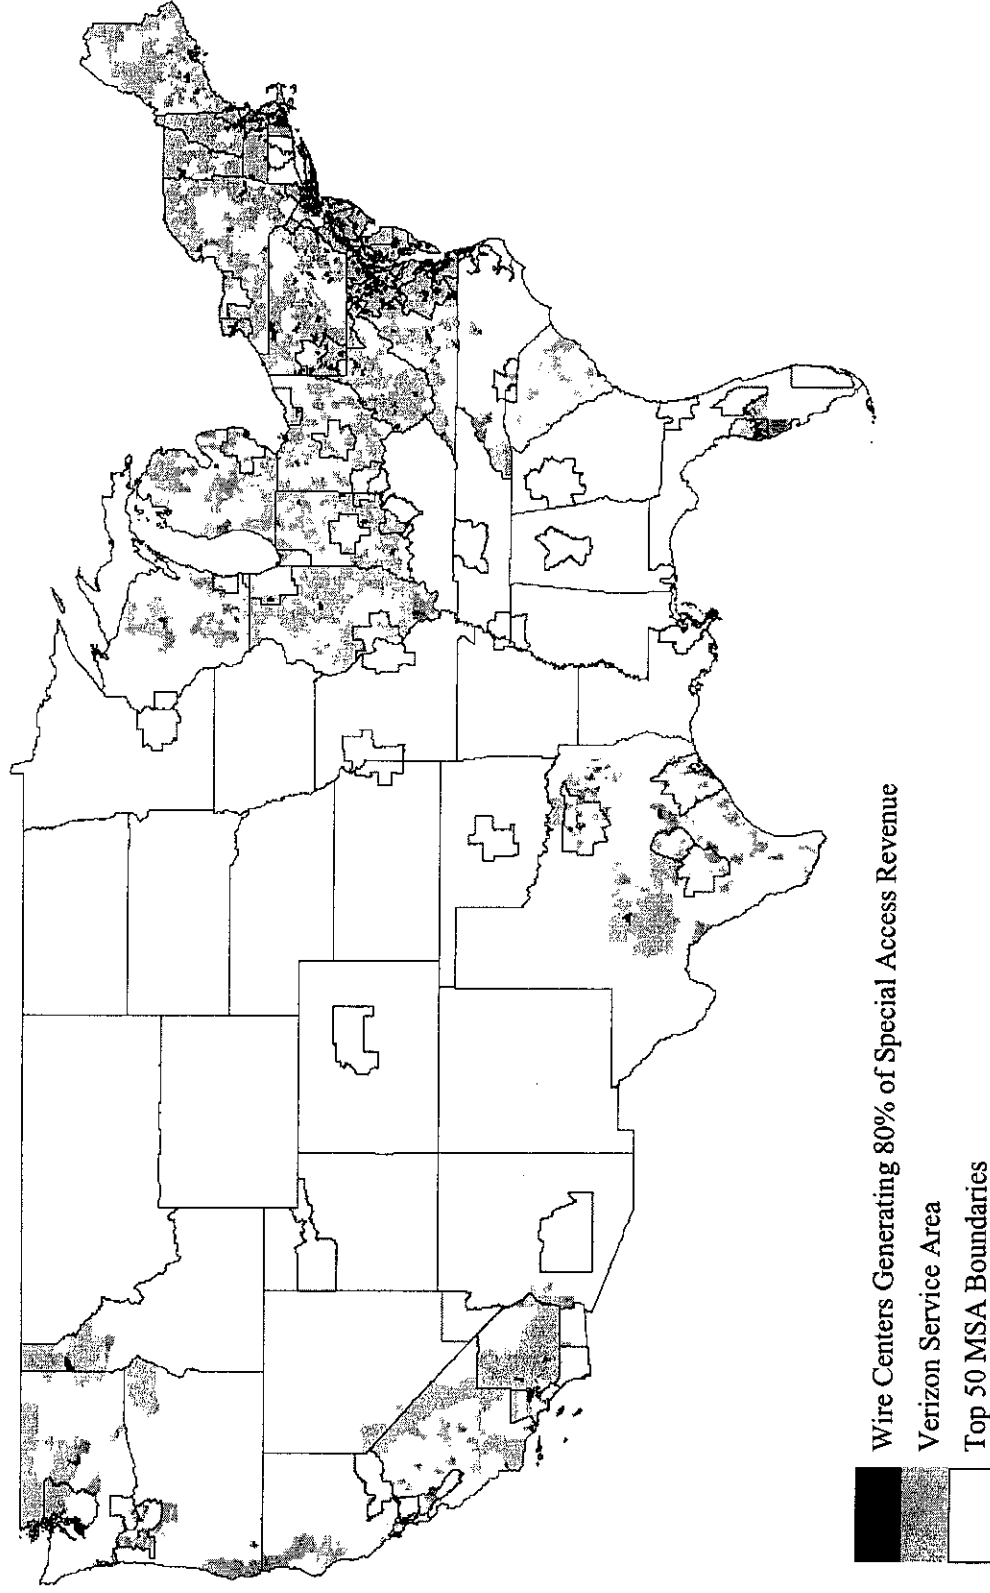 Wire Centers Generating 80% of Special Access Revenue
Verizon Service Area
Top 50 MSA Boundaries